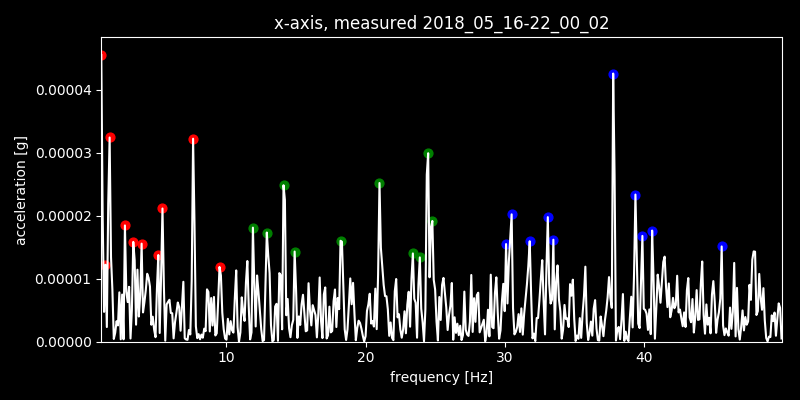 x-axis, measured 2018_05_16-22_00_02
0.00004
0.00003
0.00002
0.00001
0.00000
acceleration [g]
10 20 30 40
frequency [Hz]